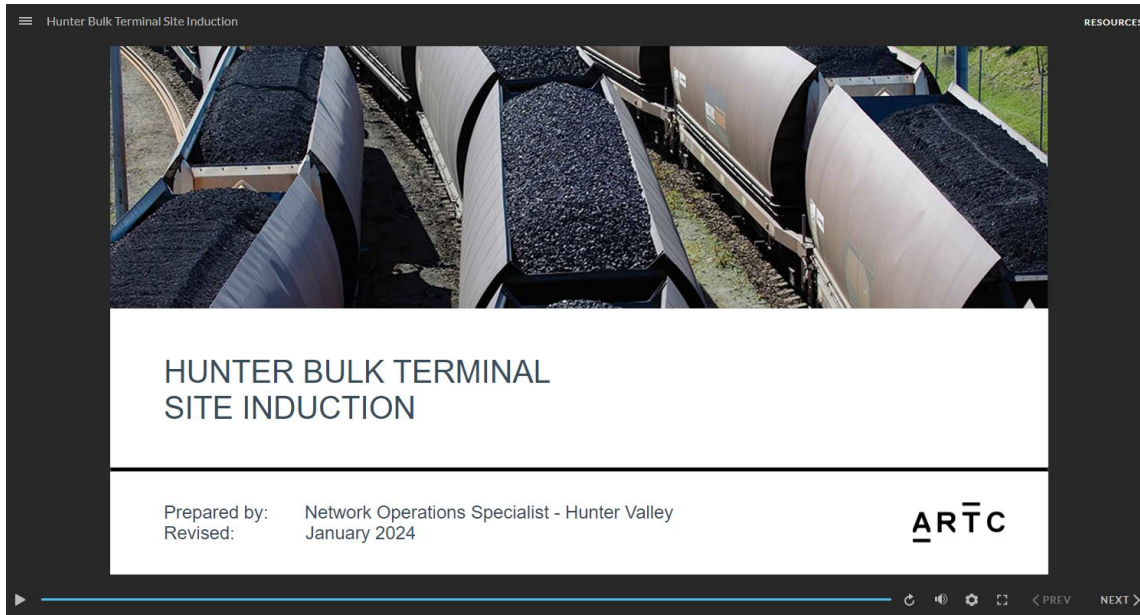 Hunter Bulk Terminal Site Induction
RESOURCES
HUNTER BULK TERMINAL
SITE INDUCTION
Prepared by: Network Operations Specialist - Hunter Valley
Revised: January 2024
ARTC
PREV
NEXT